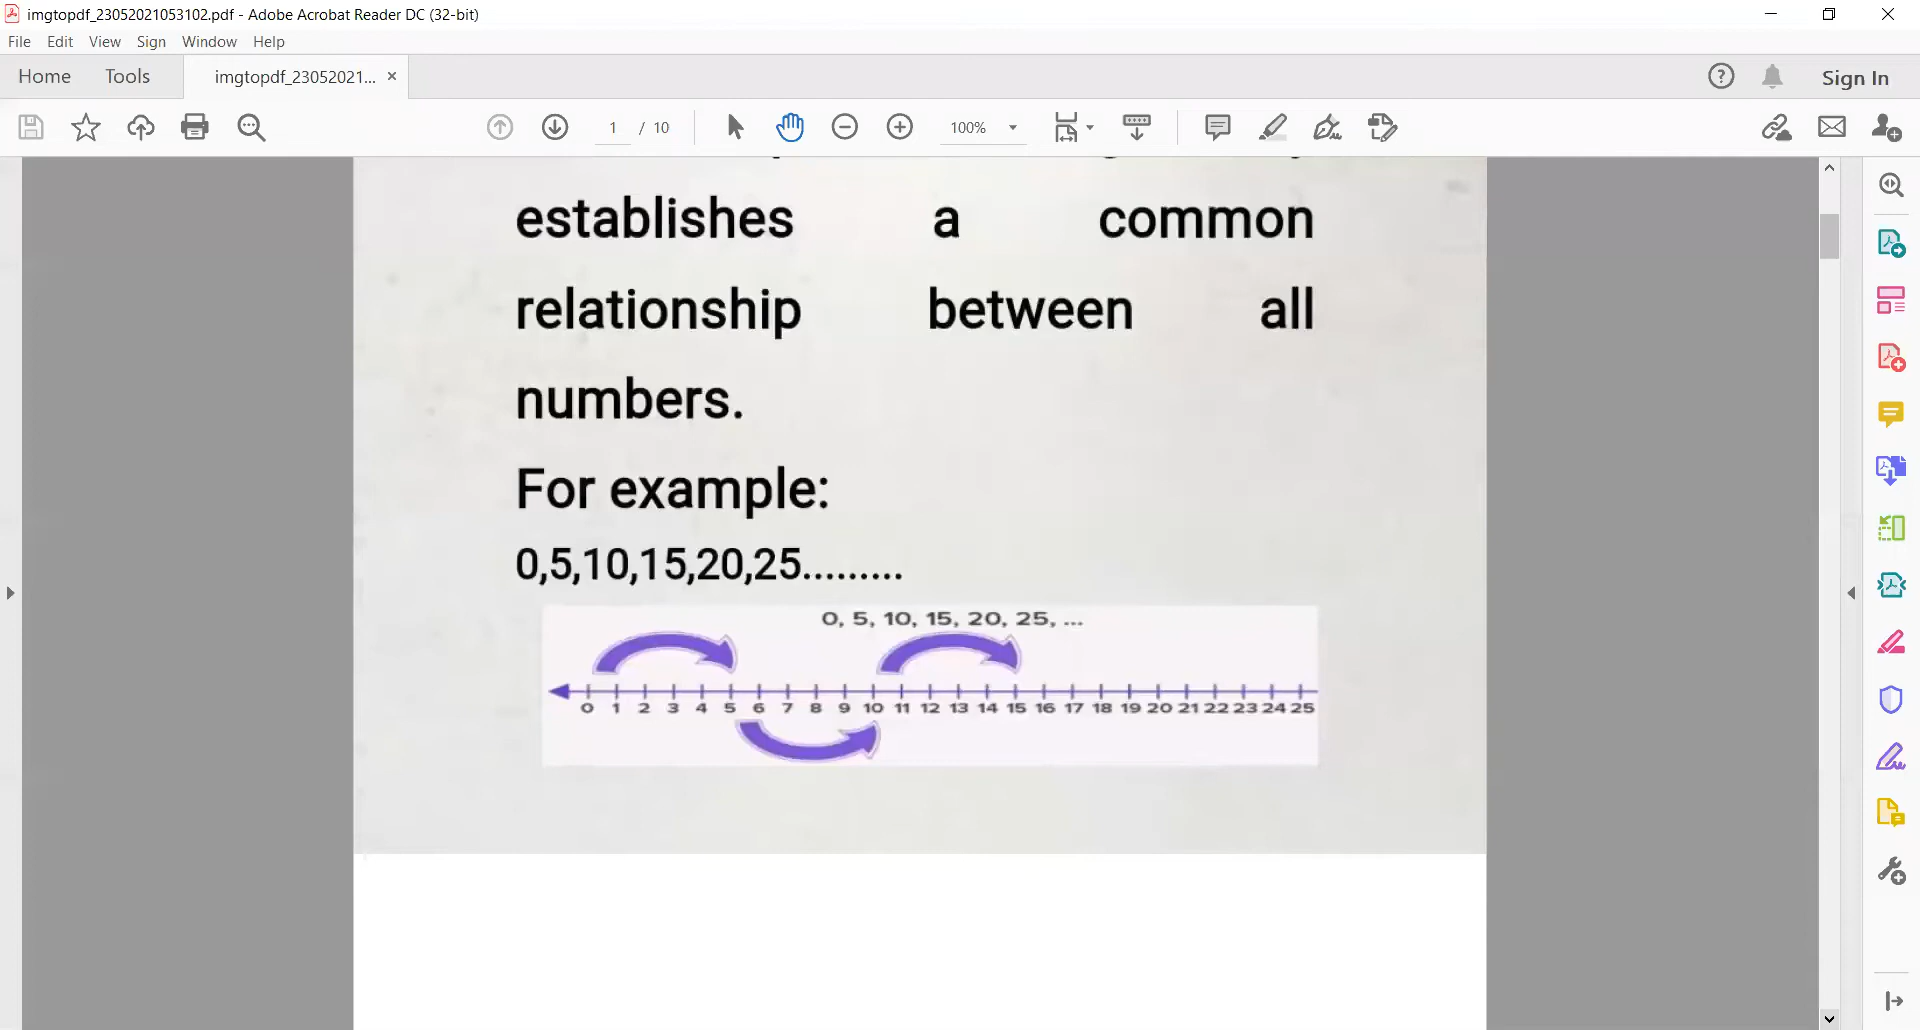 imgtopdf_23052021053102.pdf - Adobe Acrobat Reader DC (32-bit)
File Edit View Sign Window Help
Home Tools imgtopdf_23052021... × Sign In
1 / 10 100%
establishes a common
relationship between all
numbers.
For example:
0,5,10,15,20,25.........
0, 5, 10, 15, 20, 25, ...
0 1 2 3 4 5 6 7 8 9 10 11 12 13 14 15 16 17 18 19 20 21 22 23 24 25